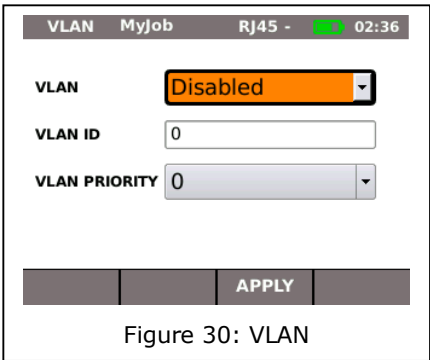 VLAN MyJob RJ45 - 02:36
VLAN Disabled
VLAN ID 0
VLAN PRIORITY 0
APPLY
Figure 30: VLAN